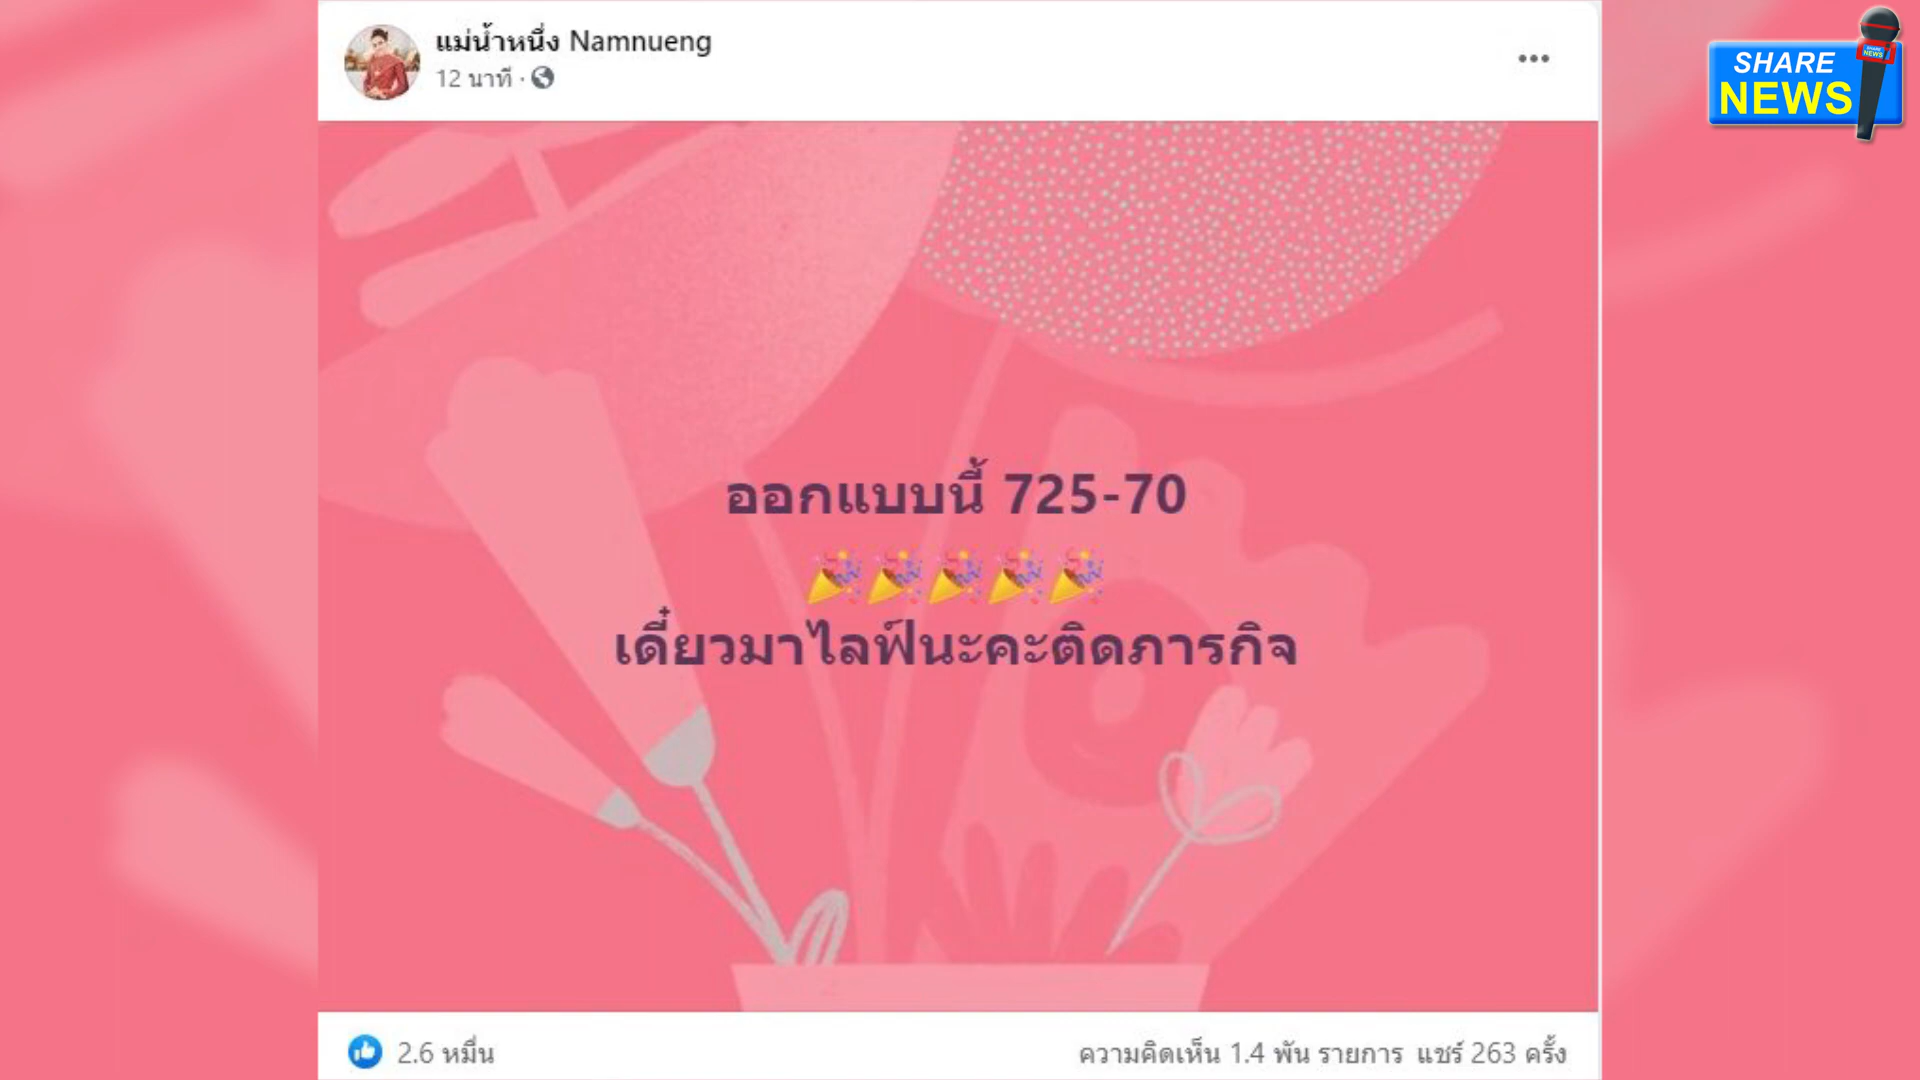 แม่น้ำหนึ่ง Namnueng
12 นาที ·
SHARE
NEWS
ออกแบบนี้ 725-70
🎉🎉🎉🎉🎉
เดี๋ยวมาไลฟ์นะคะติดภารกิจ
2.6 หมื่น
ความคิดเห็น 1.4 พัน รายการ แชร์ 263 ครั้ง